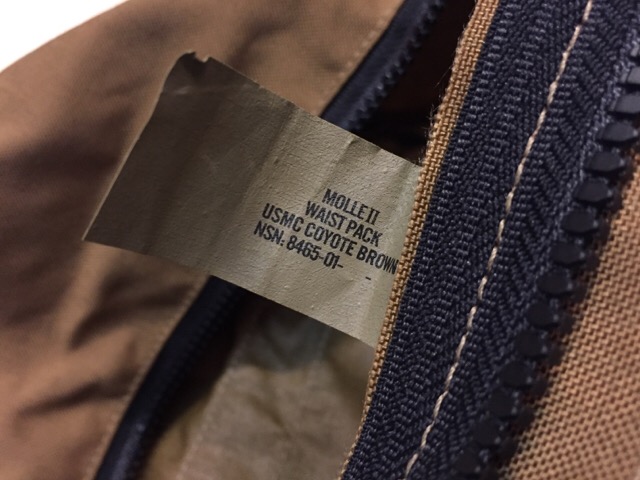 MOLLE II
WAIST PACK
USMC COYOTE BROWN
NSN: 8465-01-   -